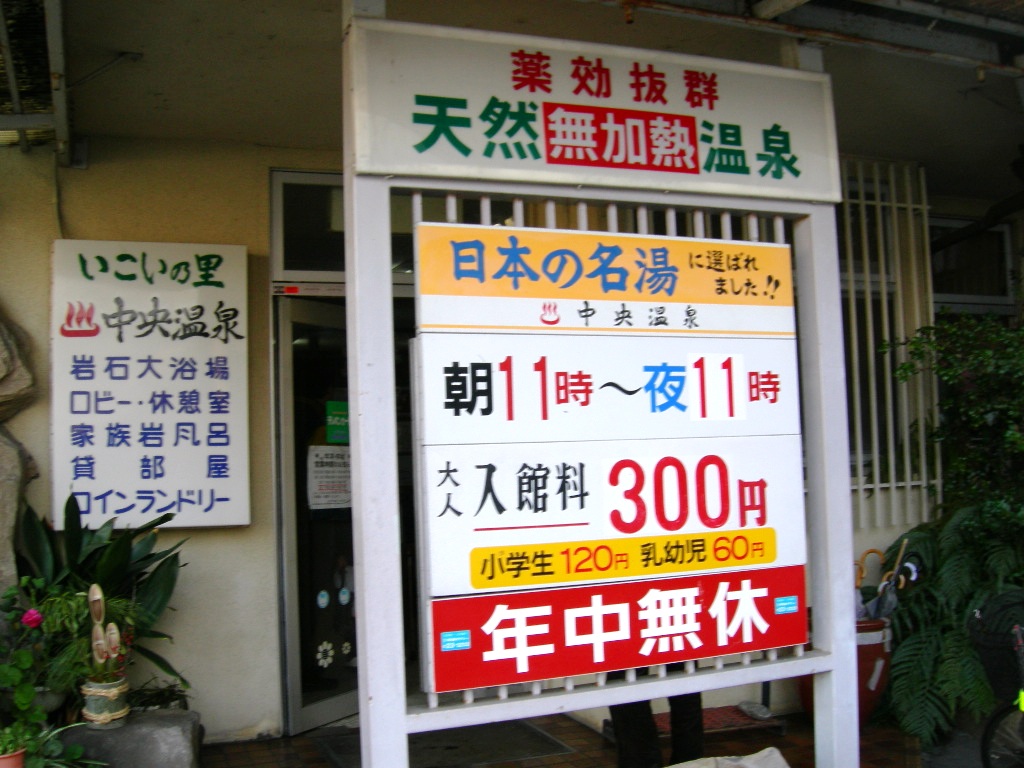 薬効抜群
天然無加熱温泉
日本の名湯に選ばれました!!
中央温泉
朝11時〜夜11時
大人入館料300円
小学生120円 乳幼児60円
年中無休
いこいの里
中央温泉
岩石大浴場
ロビー・休憩室
家族岩風呂
貸部屋
コインランドリー